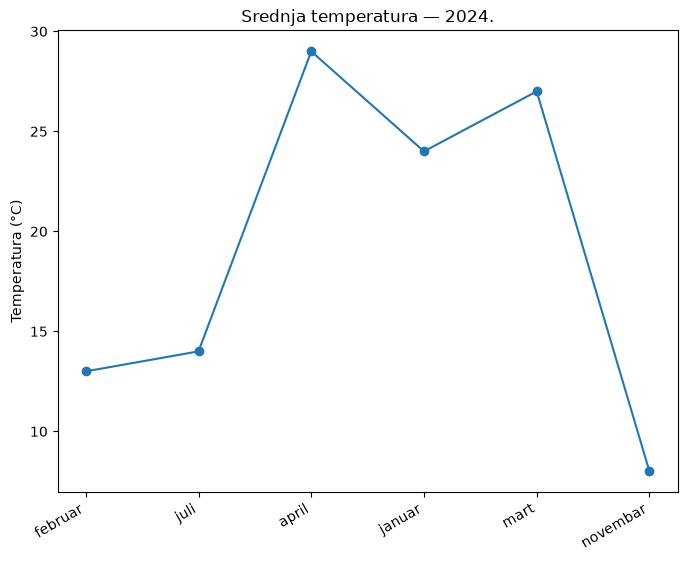 Srednja temperatura — 2024.
Temperatura (°C)
30
25
20
15
10
februar
juli
april
januar
mart
novembar